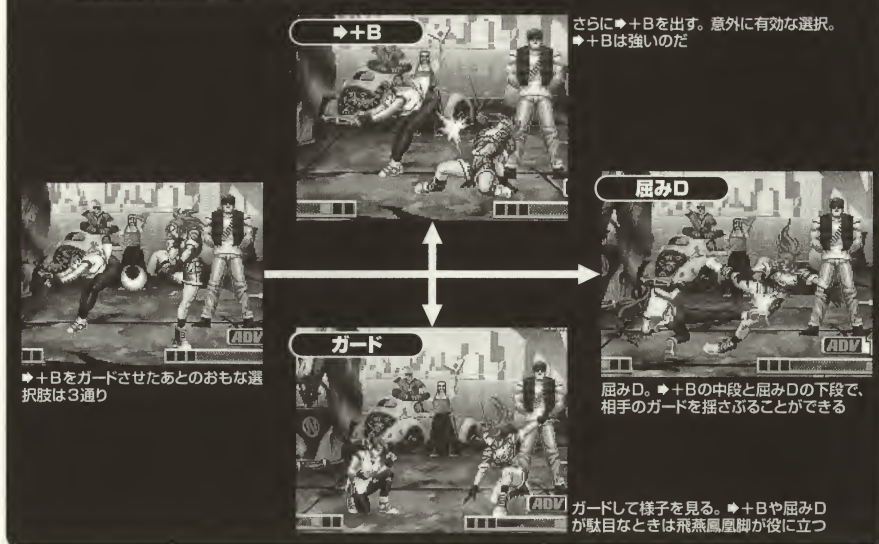 ➡+B
さらに➡+Bを出す。意外に有効な選択。
➡+Bは強いのだ
屈みD
ADV
➡+Bをガードさせたあとのおもな選
択肢は3通り
ADV
屈みD。➡+Bの中段と屈みDの下段で、
相手のガードを揺さぶることができる
ガード
ADV
ガードして様子を見る。➡+Bや屈みD
が駄目なときは飛燕鳳凰脚が役に立つ